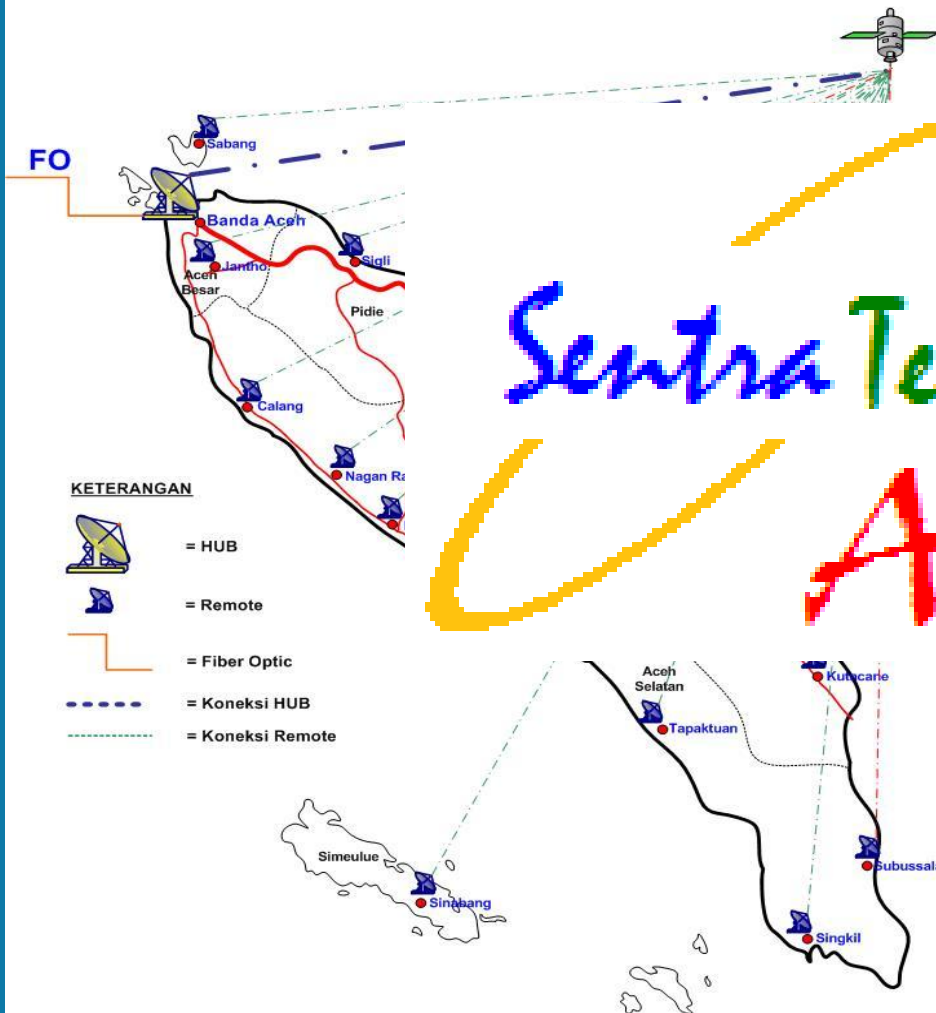 Sabang
FO
Banda Aceh
Sigli
Jantho
Aceh
Besar
Pidie
Sentra Te
Calang
Nagan Ra
KETERANGAN
A
= HUB
= Remote
= Fiber Optic
= Koneksi HUB
= Koneksi Remote
Aceh
Selatan
Kutacane
Tapaktuan
Simeulue
Subussala
Sinabang
Singkil